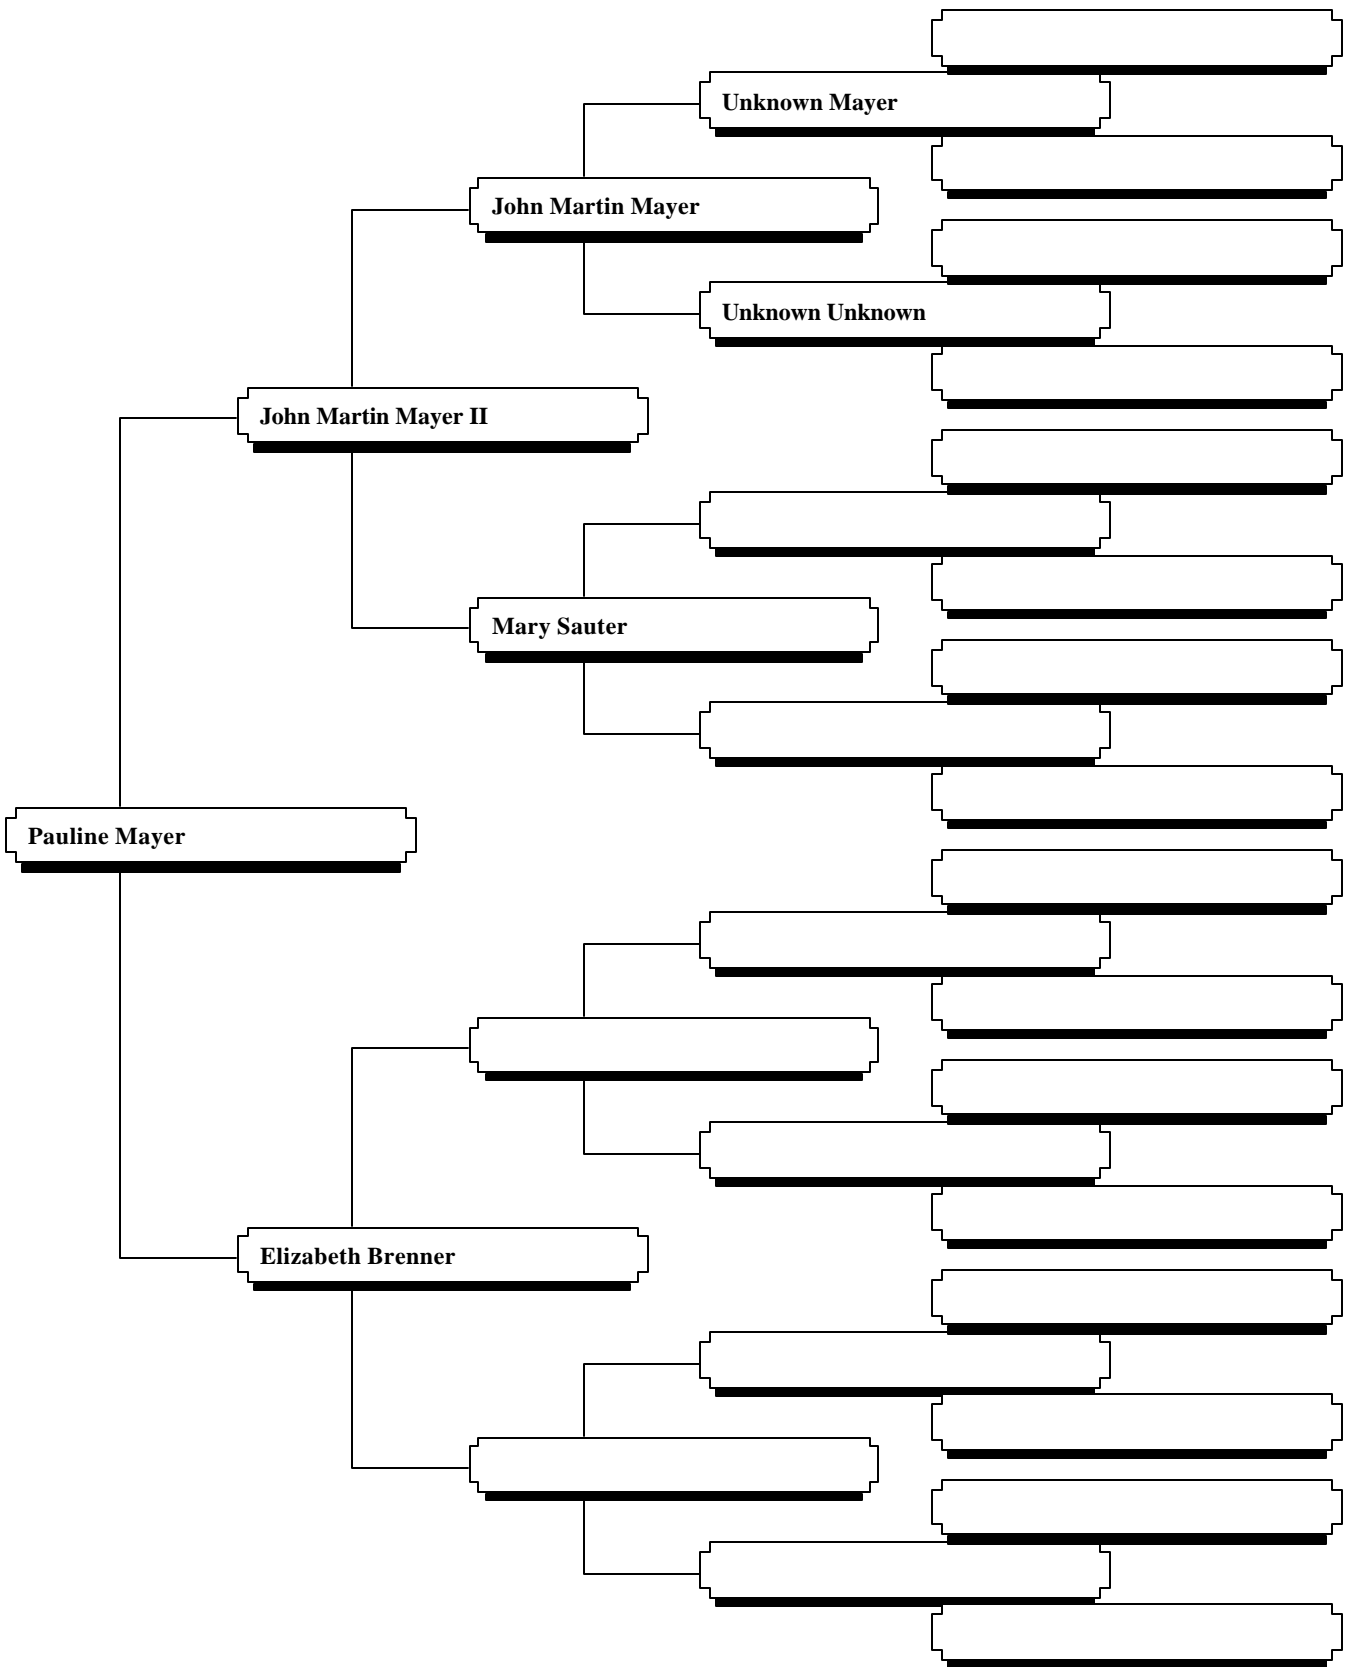 Unknown Mayer
John Martin Mayer
Unknown Unknown
John Martin Mayer II
Mary Sauter
Pauline Mayer
Elizabeth Brenner